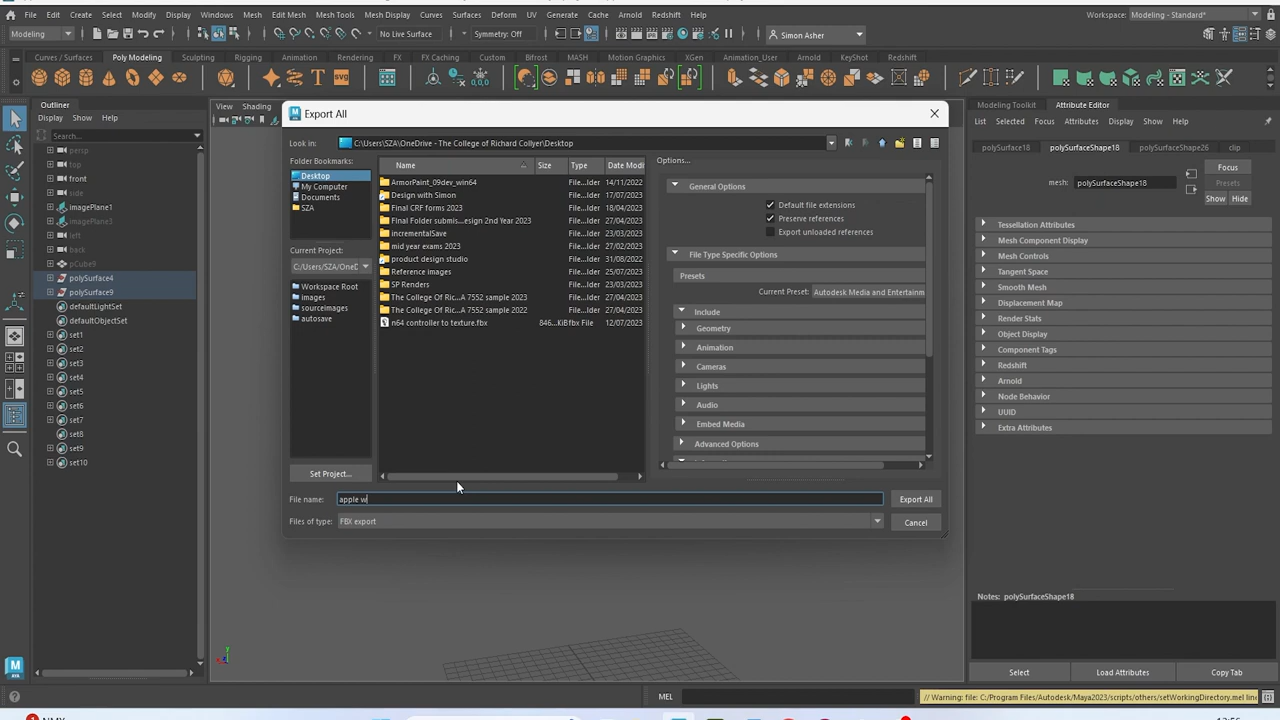 File Edit Create Select Modify Display Windows Mesh Edit Mesh Mesh Tools Mesh Display Curves Surfaces Deform UV Generate Cache Arnold Redshift Help
Workspace: Modeling - Standard*
Modeling No Live Surface Symmetry: Off Simon Asher
Curves / Surfaces Poly Modeling Sculpting Rigging Animation Rendering FX FX Caching Custom Bifrost MASH Motion Graphics XGen Animating_Tools Modeling Arnold KeyShot Redshift
Outliner
Display Show Help
Search...
persp
top
front
side
imagePlane1
imagePlane3
left
back
pCube9
polySurface4
polySurface9
defaultLightSet
defaultObjectSet
set1
set2
set3
set4
set5
set6
set7
set8
set9
set10
View Shading
Export All
Look in: C:\Users\SZA\OneDrive - The College of Richard Collyer\Desktop
Folder Bookmarks:
Desktop
My Computer
Documents
SZA
Current Project:
C:/Users/SZA/OneD
Workspace Root
images
sourceimages
autosave
Set Project...
Name Size Type Date Modi
ArmorPaint_09dev_win64 File...lder 14/11/2022
Design with Simon File...lder 17/07/2023
Final CRF forms 2023 File...lder 18/04/2023
Final Folder submis...esign 2nd Year 2023 File...lder 27/04/2023
incrementalSave File...lder 23/03/2023
mid year exams 2023 File...lder 27/02/2023
product design studio File...lder 31/08/2022
Reference images File...lder 25/07/2023
SP Renders File...lder 23/03/2023
The College Of Ric...A 7552 sample 2023 File...lder 27/04/2023
The College Of Ric...A 7552 sample 2022 File...lder 27/04/2023
n64 controller to texture.fbx 846...KiB fbx File 12/07/2023
Options...
General Options
Default file extensions
Preserve references
Export unloaded references
File Type Specific Options
Presets
Current Preset: Autodesk Media and Entertainm
Include
Geometry
Animation
Cameras
Lights
Audio
Embed Media
Advanced Options
File name: apple w
Export All
Files of type: FBX export
Cancel
Modeling Toolkit Attribute Editor
List Selected Focus Attributes Display Show Help
polySurface18 polySurfaceShape18 polySurfaceShape26 clip
mesh: polySurfaceShape18
Focus
Presets
Show Hide
Tessellation Attributes
Mesh Component Display
Mesh Controls
Tangent Space
Smooth Mesh
Displacement Map
Render Stats
Object Display
Component Tags
Redshift
Arnold
Node Behavior
UUID
Extra Attributes
Notes: polySurfaceShape18
Select Load Attributes Copy Tab
MEL
// Warning: file: C:/Program Files/Autodesk/Maya2023/scripts/others/setWorkingDirectory.mel line